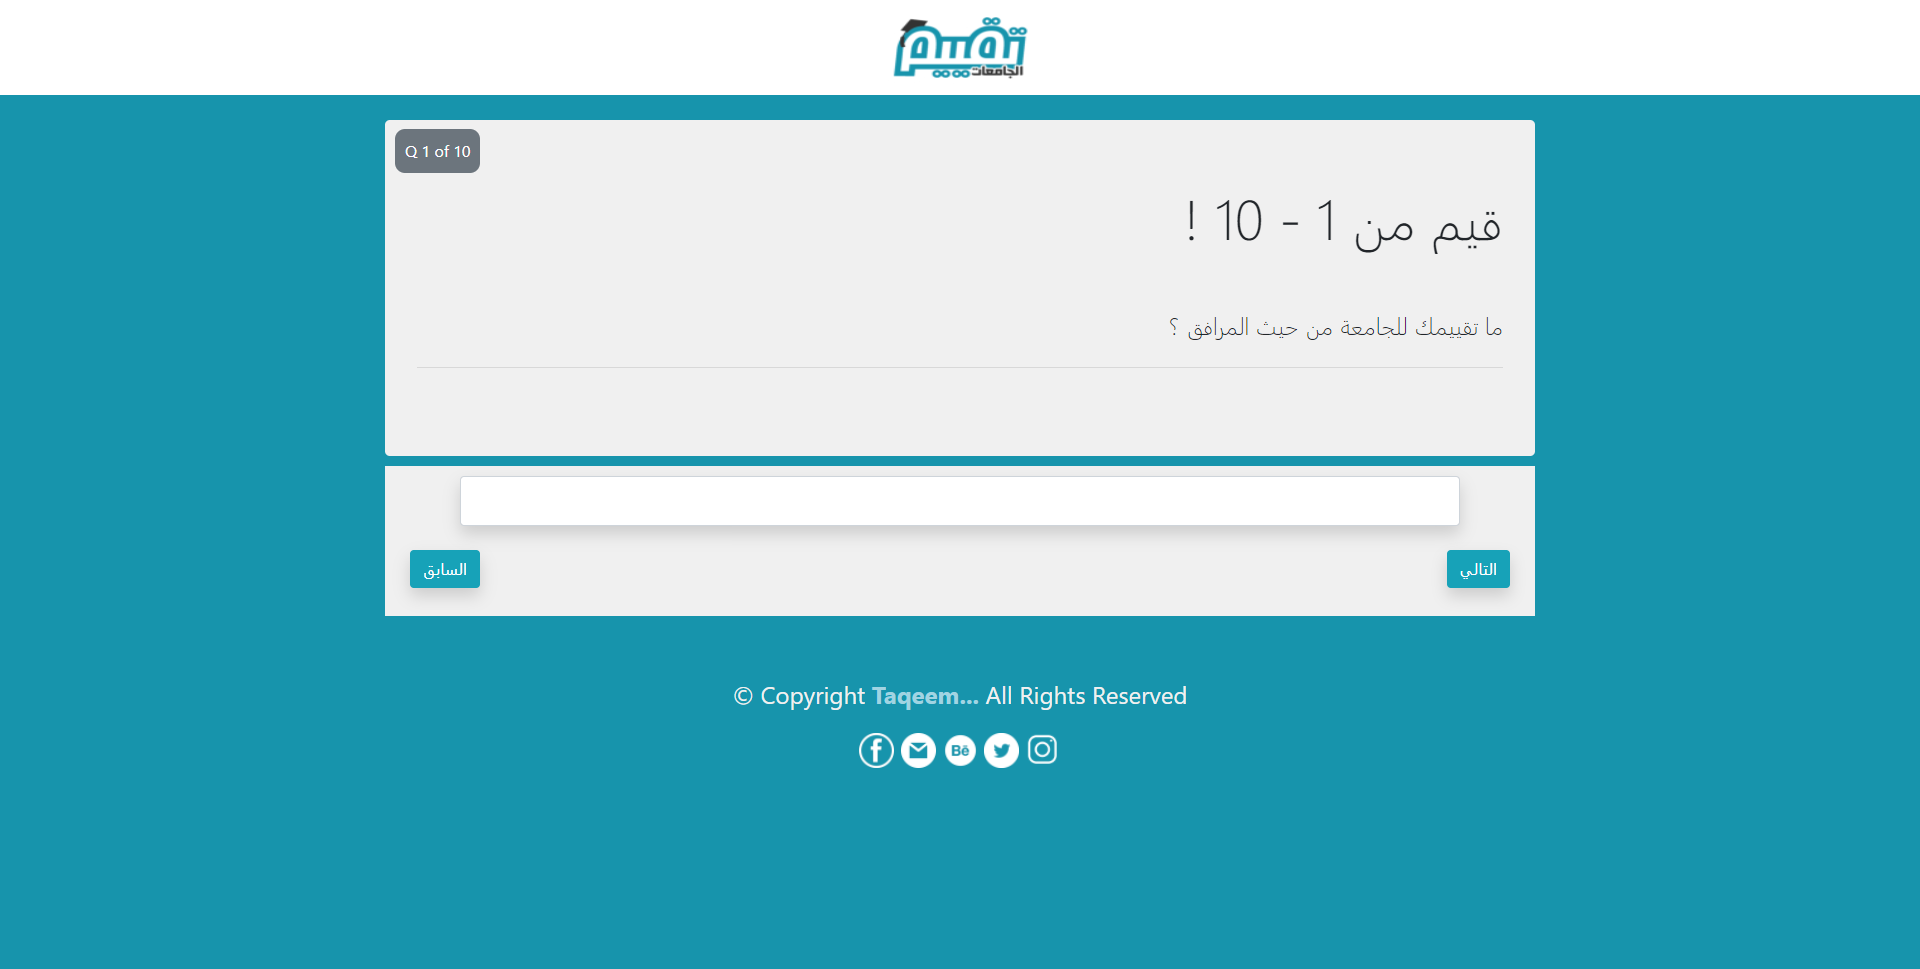 تقييم
الجامعات
Q 1 of 10
قيم من 1 - 10 !
ما تقييمك للجامعة من حيث المرافق ؟
التالي
السابق
© Copyright Taqeem... All Rights Reserved
Bē